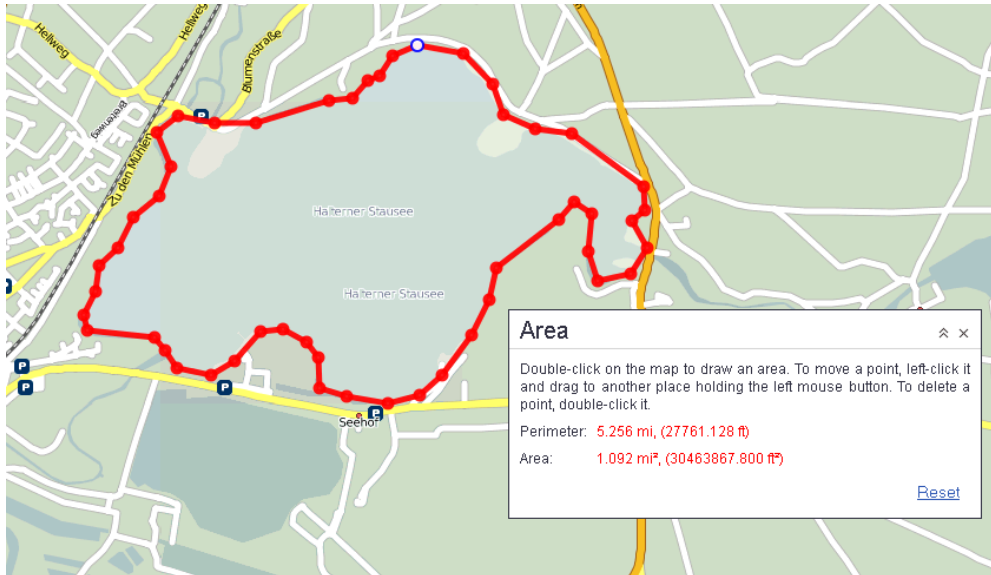 Hellweg
Hellweg
Blumenstraße
Breitenweg
P
Zu den Mühlen
Halterner Stausee
Halterner Stausee
P
P
P
P
Seehof
Area
Double-click on the map to draw an area. To move a point, left-click it
and drag to another place holding the left mouse button. To delete a
point, double-click it.
Perimeter: 5.256 mi, (27761.128 ft)
Area: 1.092 mi², (30463867.800 ft²)
Reset